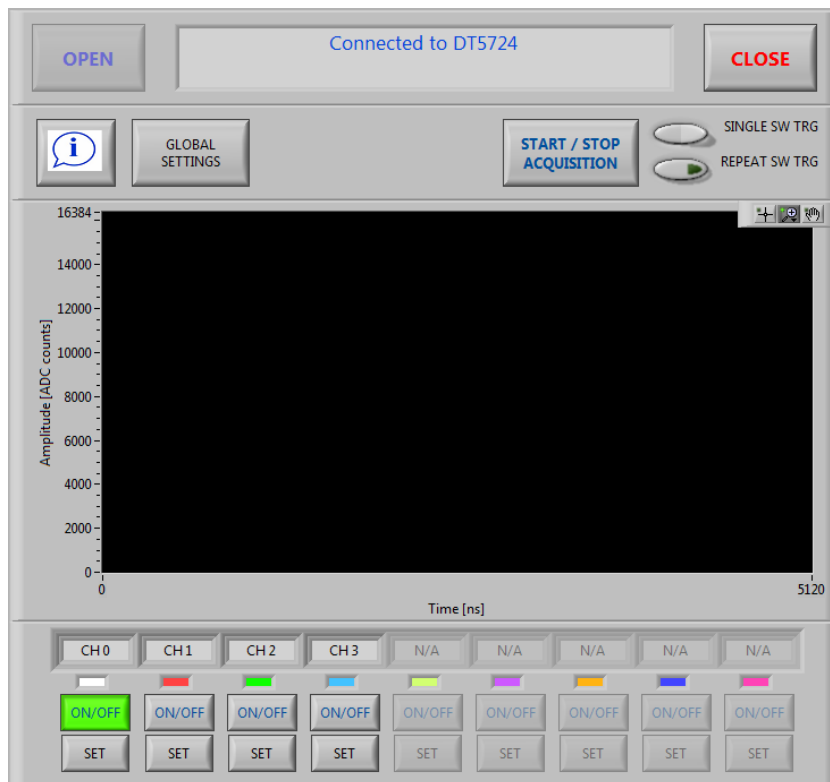 OPEN
Connected to DT5724
CLOSE
i
GLOBAL
SETTINGS
START / STOP
ACQUISITION
SINGLE SW TRG
REPEAT SW TRG
16384
14000
12000
10000
8000
6000
4000
2000
0
Amplitude [ADC counts]
0
5120
Time [ns]
CH 0 CH 1 CH 2 CH 3 N/A N/A N/A N/A N/A
ON/OFF ON/OFF ON/OFF ON/OFF ON/OFF ON/OFF ON/OFF ON/OFF ON/OFF
SET SET SET SET SET SET SET SET SET